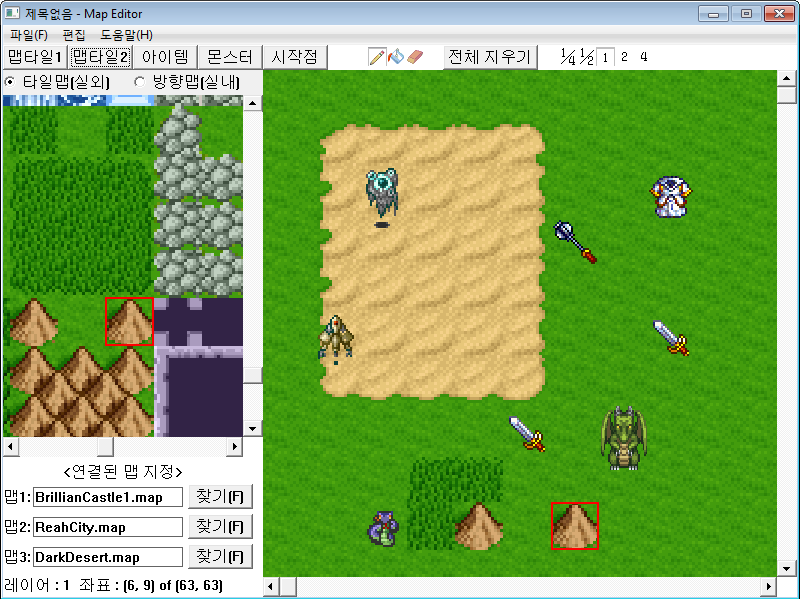 제목없음 - Map Editor
파일(F) 편집 도움말(H)
맵타일1 맵타일2 아이템 몬스터 시작점 전체 지우기 ¼ ½ 1 2 4
타일맵(실외) 방향맵(실내)
<연결된 맵 지정>
맵1: BrillianCastle1.map 찾기(F)
맵2: ReahCity.map 찾기(F)
맵3: DarkDesert.map 찾기(F)
레이어 : 1 좌표 : (6, 9) of (63, 63)